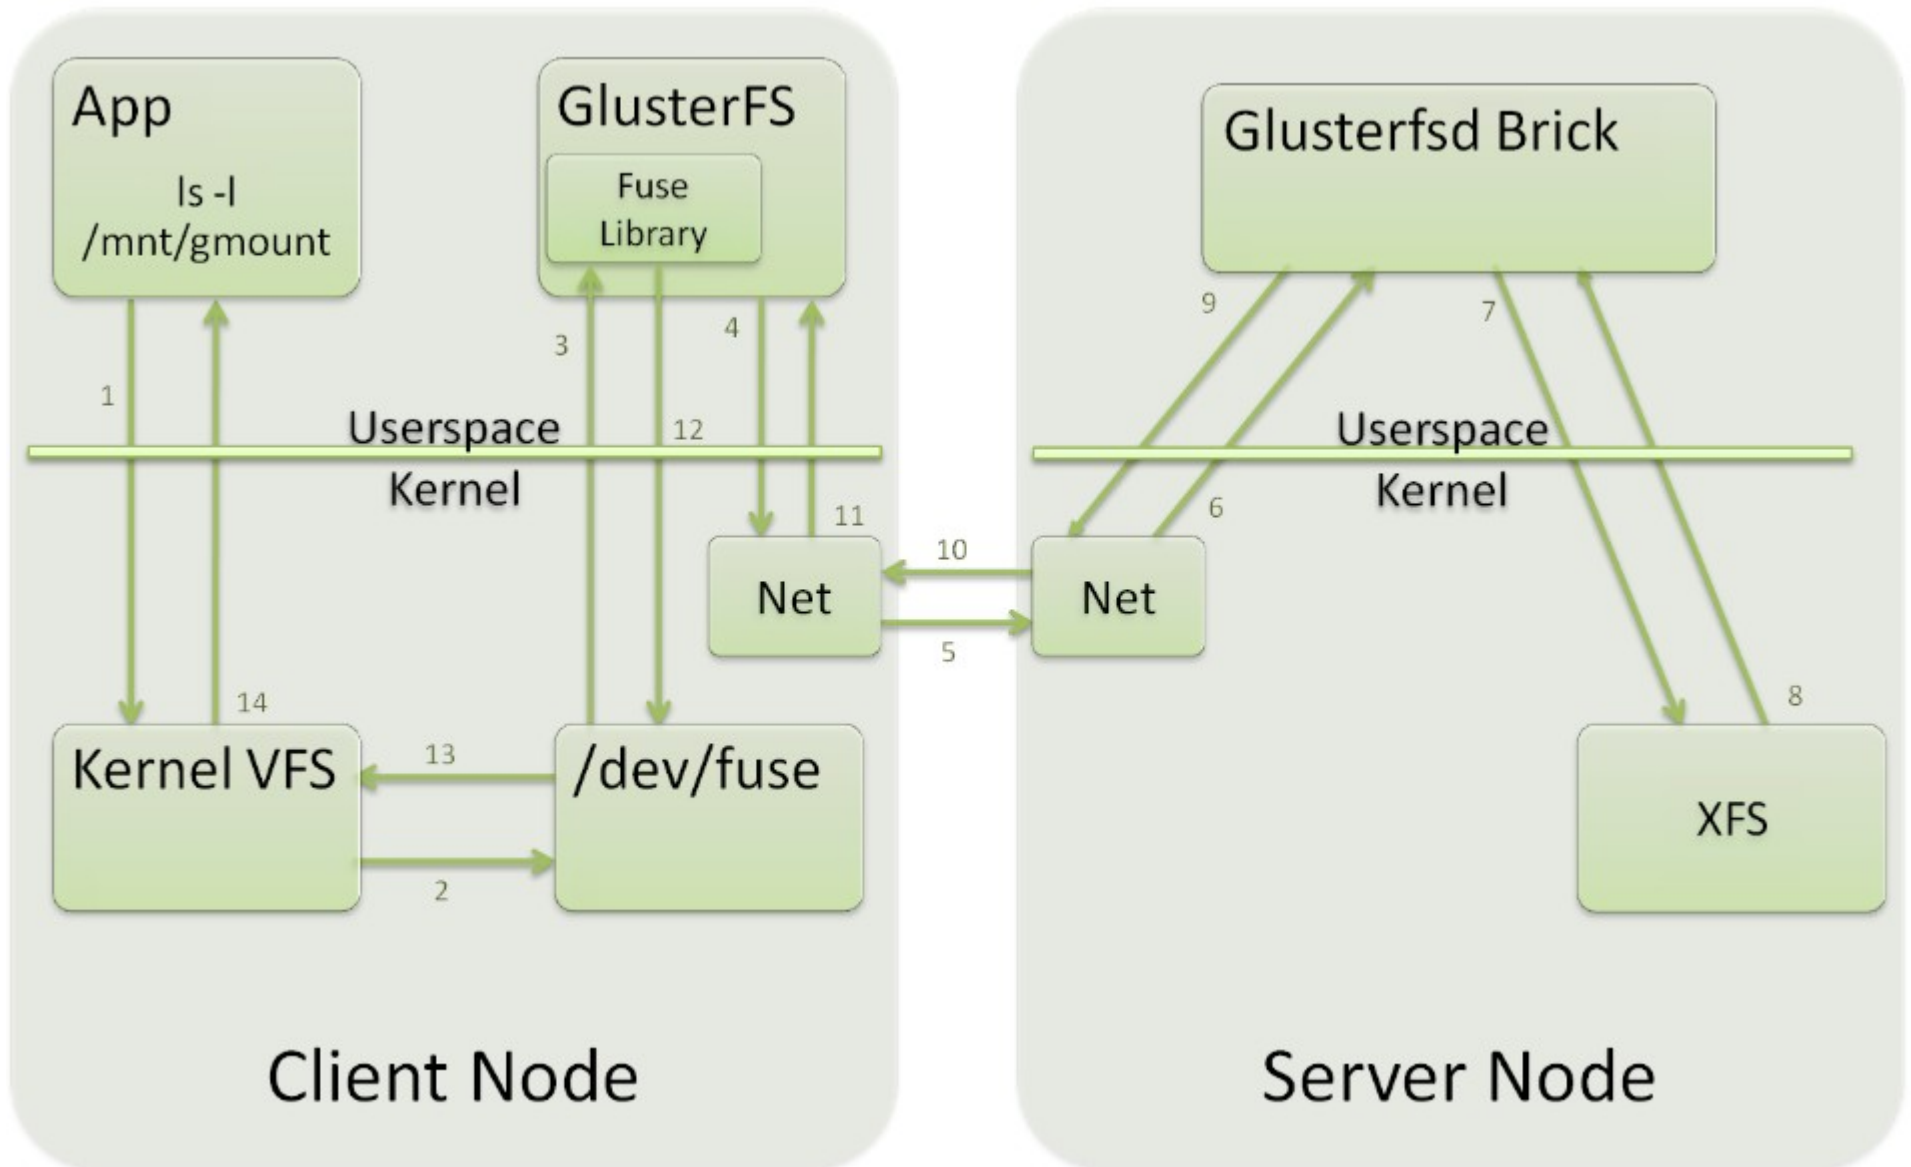 App
ls -l
/mnt/gmount
GlusterFS
Fuse
Library
Glusterfsd Brick
1
3
12
4
11
9
6
7
8
Userspace
Kernel
Userspace
Kernel
Net
10
5
Net
14
Kernel VFS
13
2
/dev/fuse
XFS
Client Node
Server Node